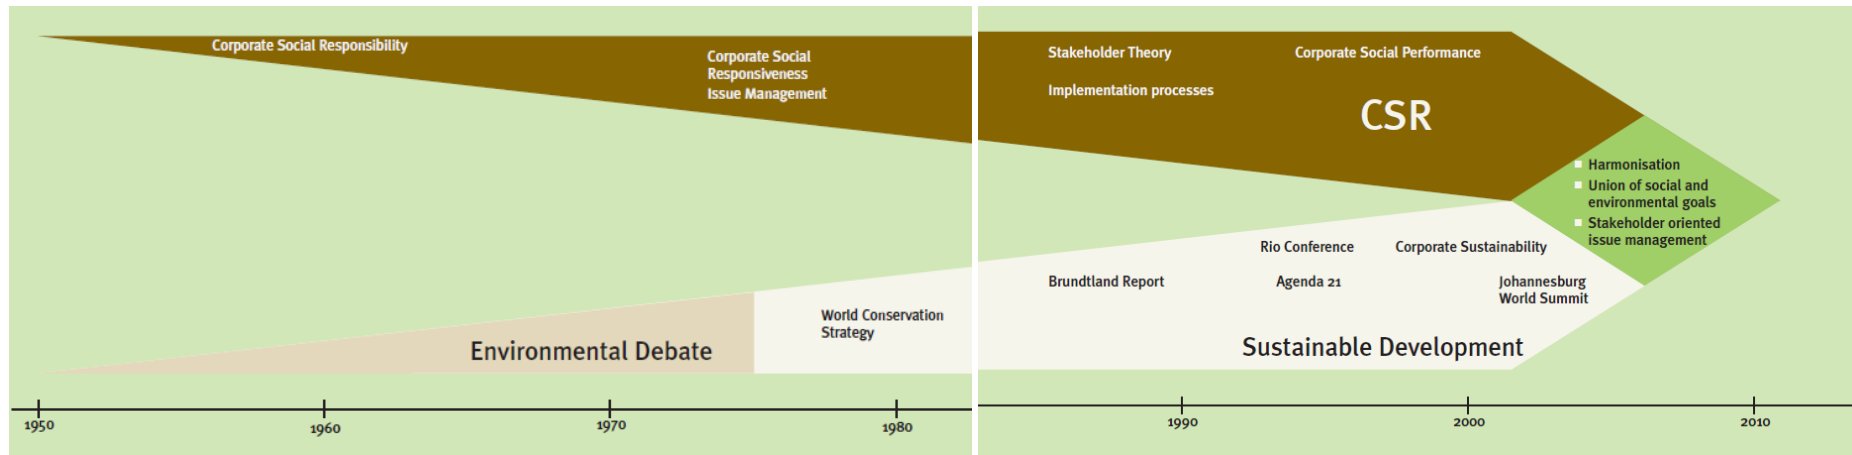 Corporate Social Responsibility
Corporate Social
Responsiveness
Issue Management
Stakeholder Theory
Implementation processes
Corporate Social Performance
CSR
Harmonisation
Union of social and
environmental goals
Stakeholder oriented
issue management
Environmental Debate
World Conservation
Strategy
Brundtland Report
Rio Conference
Agenda 21
Corporate Sustainability
Johannesburg
World Summit
Sustainable Development
1950
1960
1970
1980
1990
2000
2010